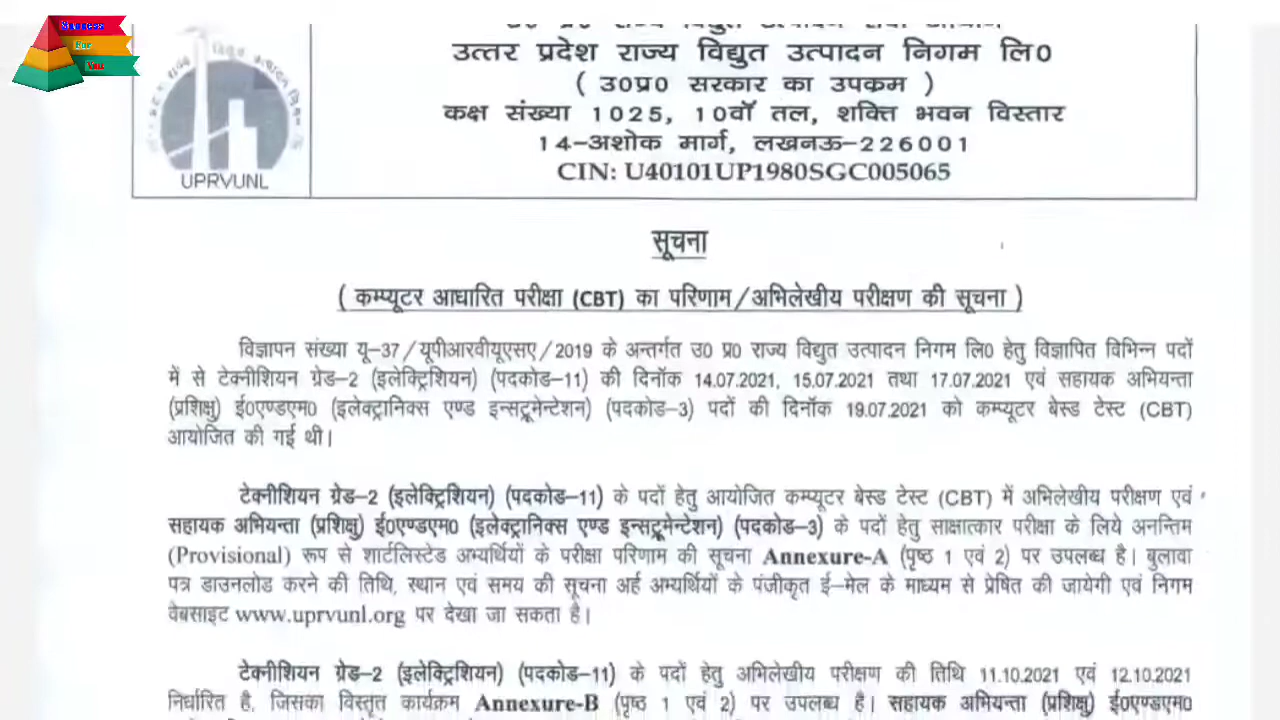 Success
For
You
उ0 प्र0 राज्य विद्युत उत्पादन सेवा आयोग
उत्तर प्रदेश राज्य विद्युत उत्पादन निगम लि0
( उ0प्र0 सरकार का उपक्रम )
कक्ष संख्या 1025, 10वॉ तल, शक्ति भवन विस्तार
14-अशोक मार्ग, लखनऊ-226001
CIN: U40101UP1980SGC005065
UPRVUNL
सूचना
( कम्प्यूटर आधारित परीक्षा (CBT) का परिणाम/अभिलेखीय परीक्षण की सूचना )
विज्ञापन संख्या यू-37/यूपीआरवीयूएसए/2019 के अन्तर्गत उ0 प्र0 राज्य विद्युत उत्पादन निगम लि0 हेतु विज्ञापित विभिन्न पदों
में से टेक्नीशियन ग्रेड-2 (इलेक्ट्रिशियन) (पदकोड-11) की दिनॉक 14.07.2021, 15.07.2021 तथा 17.07.2021 एवं सहायक अभियन्ता
(प्रशिक्षु) ई0एण्डएम0 (इलेक्ट्रानिक्स एण्ड इन्सट्रूमेन्टेशन) (पदकोड-3) पदों की दिनॉक 19.07.2021 को कम्प्यूटर बेस्ड टेस्ट (CBT)
आयोजित की गई थी।
टेक्नीशियन ग्रेड-2 (इलेक्ट्रिशियन) (पदकोड-11) के पदों हेतु आयोजित कम्प्यूटर बेस्ड टेस्ट (CBT) में अभिलेखीय परीक्षण एवं
सहायक अभियन्ता (प्रशिक्षु) ई0एण्डएम0 (इलेक्ट्रानिक्स एण्ड इन्सट्रूमेन्टेशन) (पदकोड-3) के पदों हेतु साक्षात्कार परीक्षा के लिये अनन्तिम
(Provisional) रूप से शार्टलिस्टेड अभ्यर्थियों के परीक्षा परिणाम की सूचना Annexure-A (पृष्ठ 1 एवं 2) पर उपलब्ध है। बुलावा
पत्र डाउनलोड करने की तिथि, स्थान एवं समय की सूचना अर्ह अभ्यर्थियों के पंजीकृत ई-मेल के माध्यम से प्रेषित की जायेगी एवं निगम
वेबसाइट www.uprvunl.org पर देखा जा सकता है।
टेक्नीशियन ग्रेड-2 (इलेक्ट्रिशियन) (पदकोड-11) के पदों हेतु अभिलेखीय परीक्षण की तिथि 11.10.2021 एवं 12.10.2021
निर्धारित है, जिसका विस्तृत कार्यक्रम Annexure-B (पृष्ठ 1 एवं 2) पर उपलब्ध है। सहायक अभियन्ता (प्रशिक्षु) ई0एण्डएम0